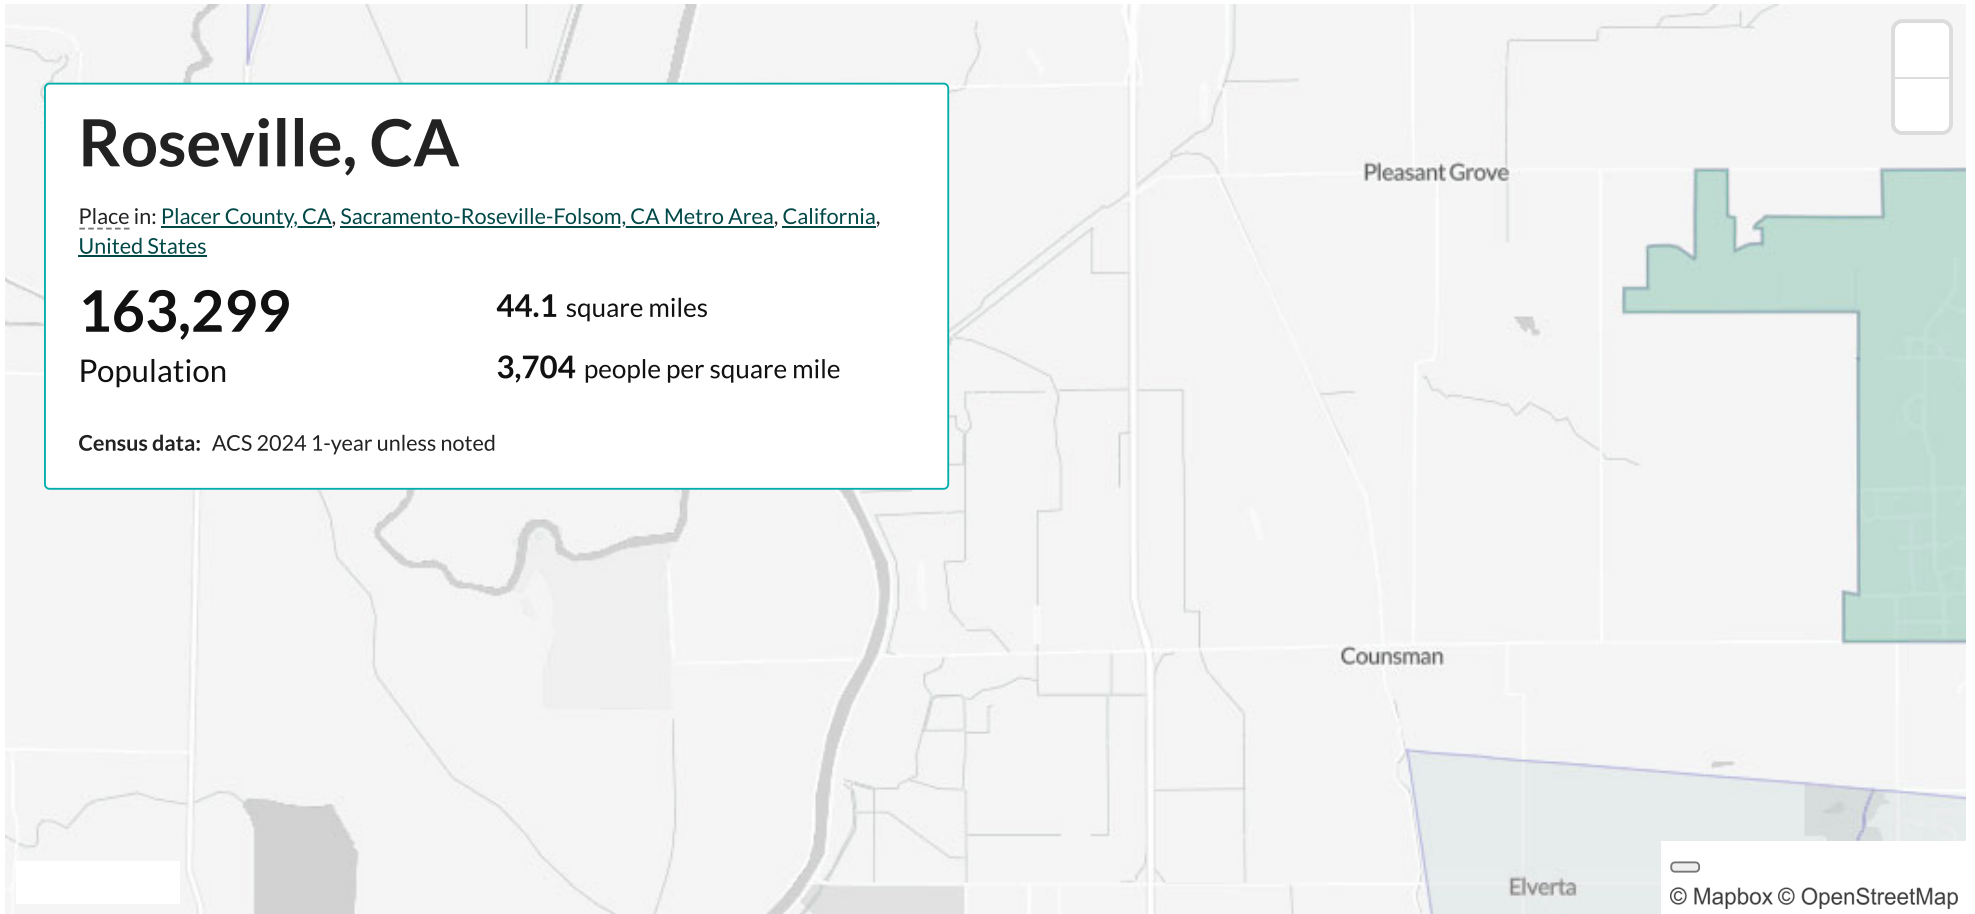 Roseville, CA
Place in: Placer County, CA, Sacramento-Roseville-Folsom, CA Metro Area, California,
United States
163,299
Population
44.1 square miles
3,704 people per square mile
Census data: ACS 2024 1-year unless noted
Pleasant Grove
Counsman
Elverta
© Mapbox © OpenStreetMap